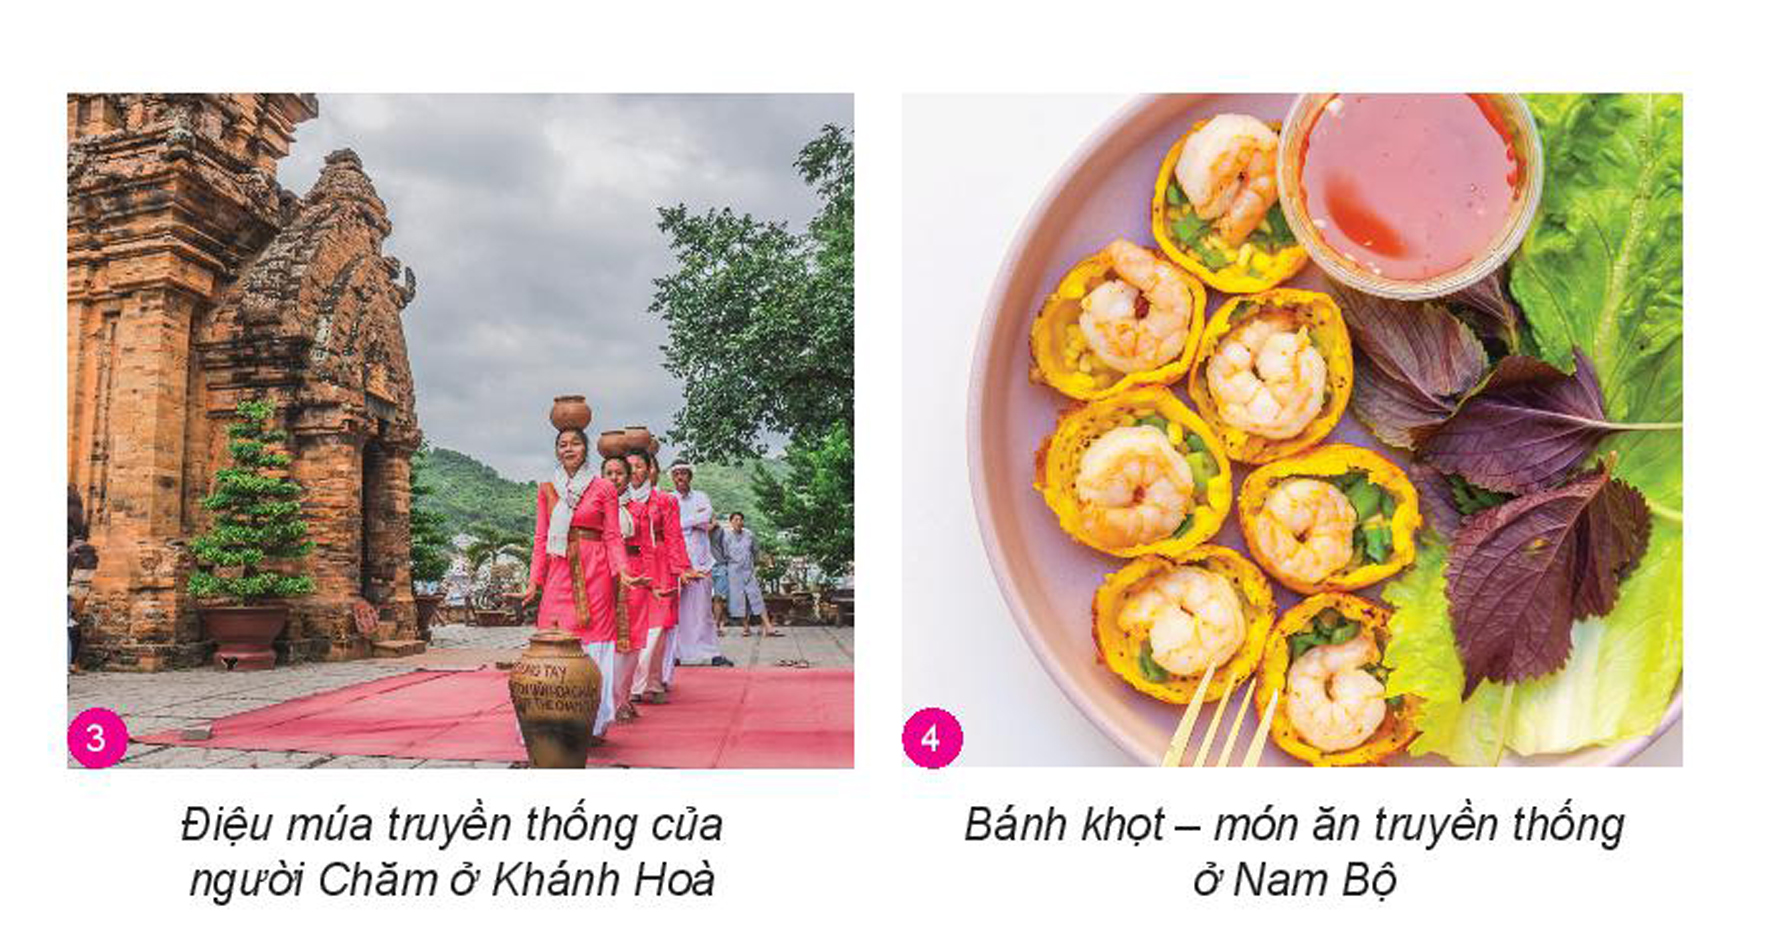 TAY
3
4
Điệu múa truyền thống của
người Chăm ở Khánh Hoà
Bánh khọt – món ăn truyền thống
ở Nam Bộ